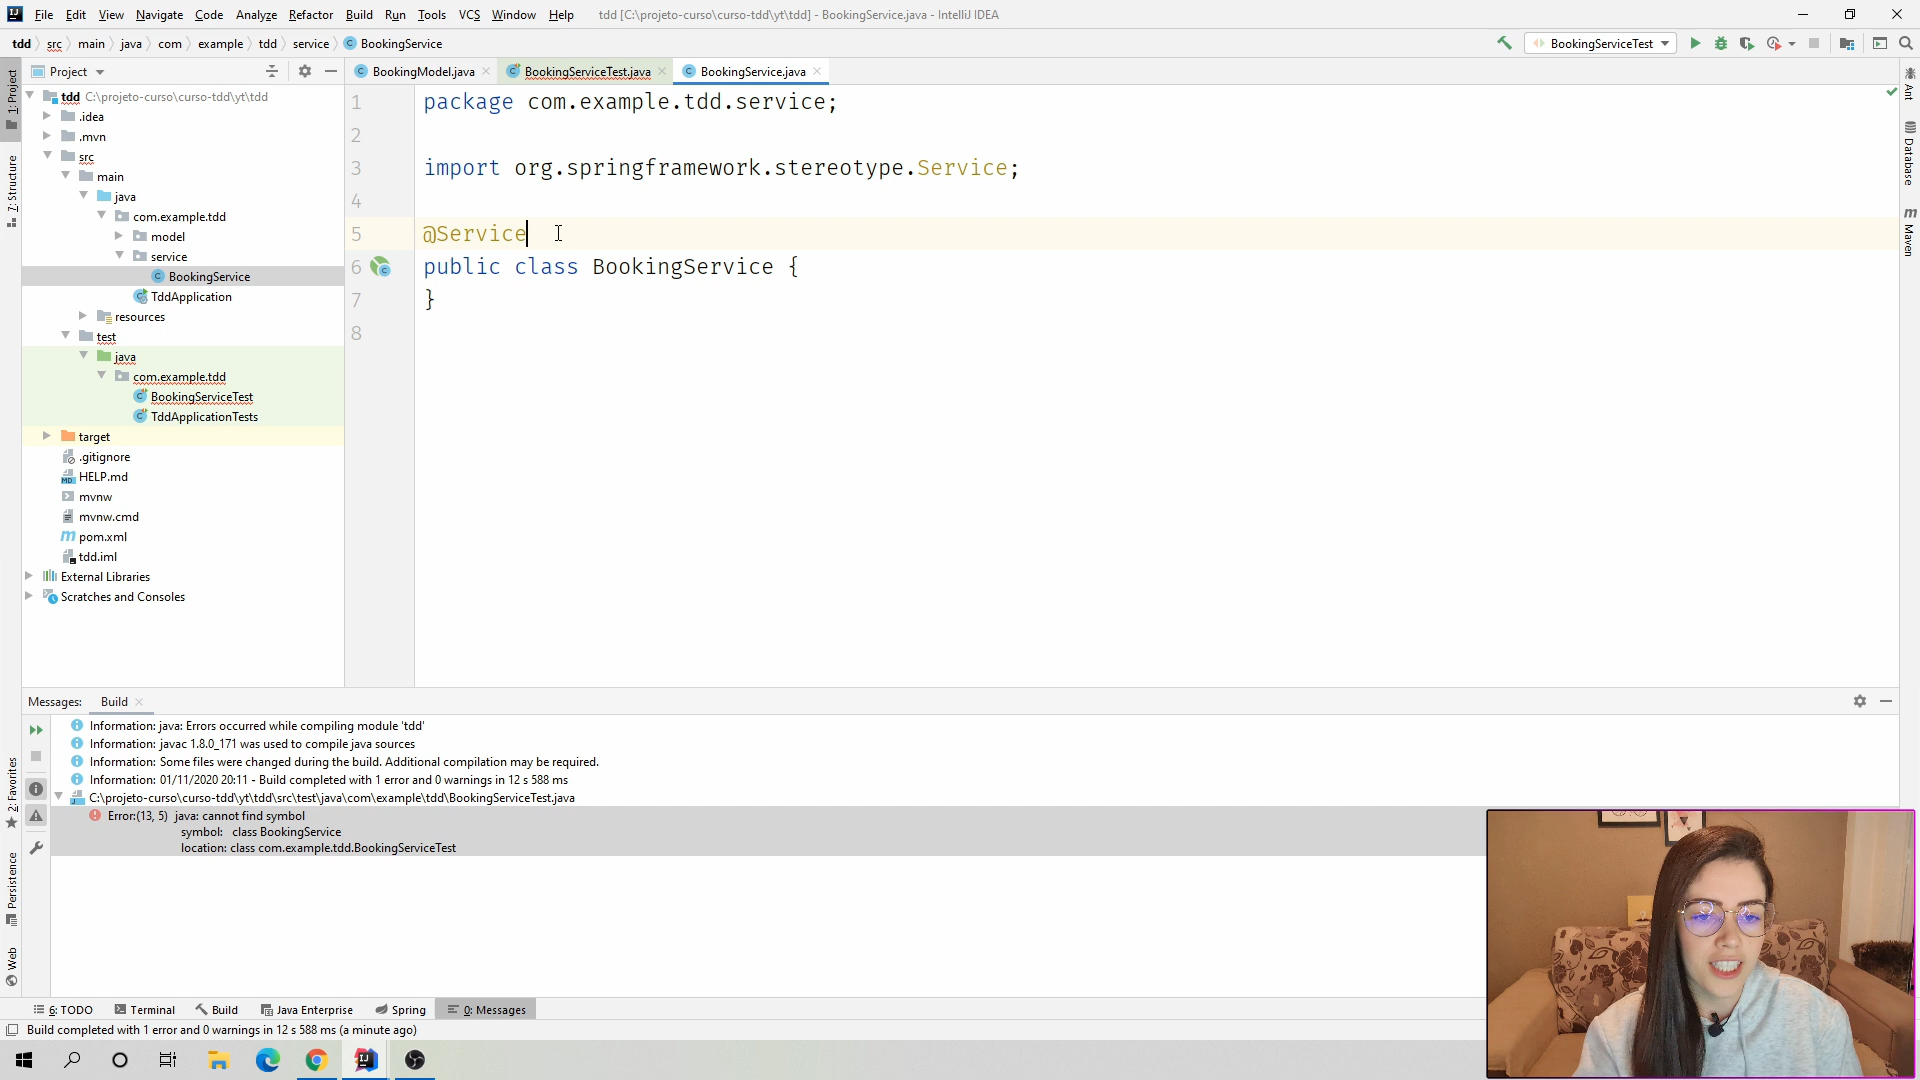 File Edit View Navigate Code Analyze Refactor Build Run Tools VCS Window Help tdd [C:\projeto-curso\curso-tdd\yt\tdd] - BookingService.java - IntelliJ IDEA
tdd src main java com example tdd service BookingService
BookingServiceTest
Project
BookingModel.java BookingServiceTest.java BookingService.java
1: Project
7: Structure
2: Favorites
Persistence
Web
tdd C:\projeto-curso\curso-tdd\yt\tdd
.idea
.mvn
src
main
java
com.example.tdd
model
service
BookingService
TddApplication
resources
test
java
com.example.tdd
BookingServiceTest
TddApplicationTests
target
.gitignore
HELP.md
mvnw
mvnw.cmd
pom.xml
tdd.iml
External Libraries
Scratches and Consoles
1 package com.example.tdd.service;
2
3 import org.springframework.stereotype.Service;
4
5 @Service
6 public class BookingService {
7 }
8
Ant
Database
Maven
Messages: Build
Information: java: Errors occurred while compiling module 'tdd'
Information: javac 1.8.0_171 was used to compile java sources
Information: Some files were changed during the build. Additional compilation may be required.
Information: 01/11/2020 20:11 - Build completed with 1 error and 0 warnings in 12 s 588 ms
C:\projeto-curso\curso-tdd\yt\tdd\src\test\java\com\example\tdd\BookingServiceTest.java
Error:(13, 5) java: cannot find symbol
symbol: class BookingService
location: class com.example.tdd.BookingServiceTest
6: TODO Terminal Build Java Enterprise Spring 0: Messages
Build completed with 1 error and 0 warnings in 12 s 588 ms (a minute ago)